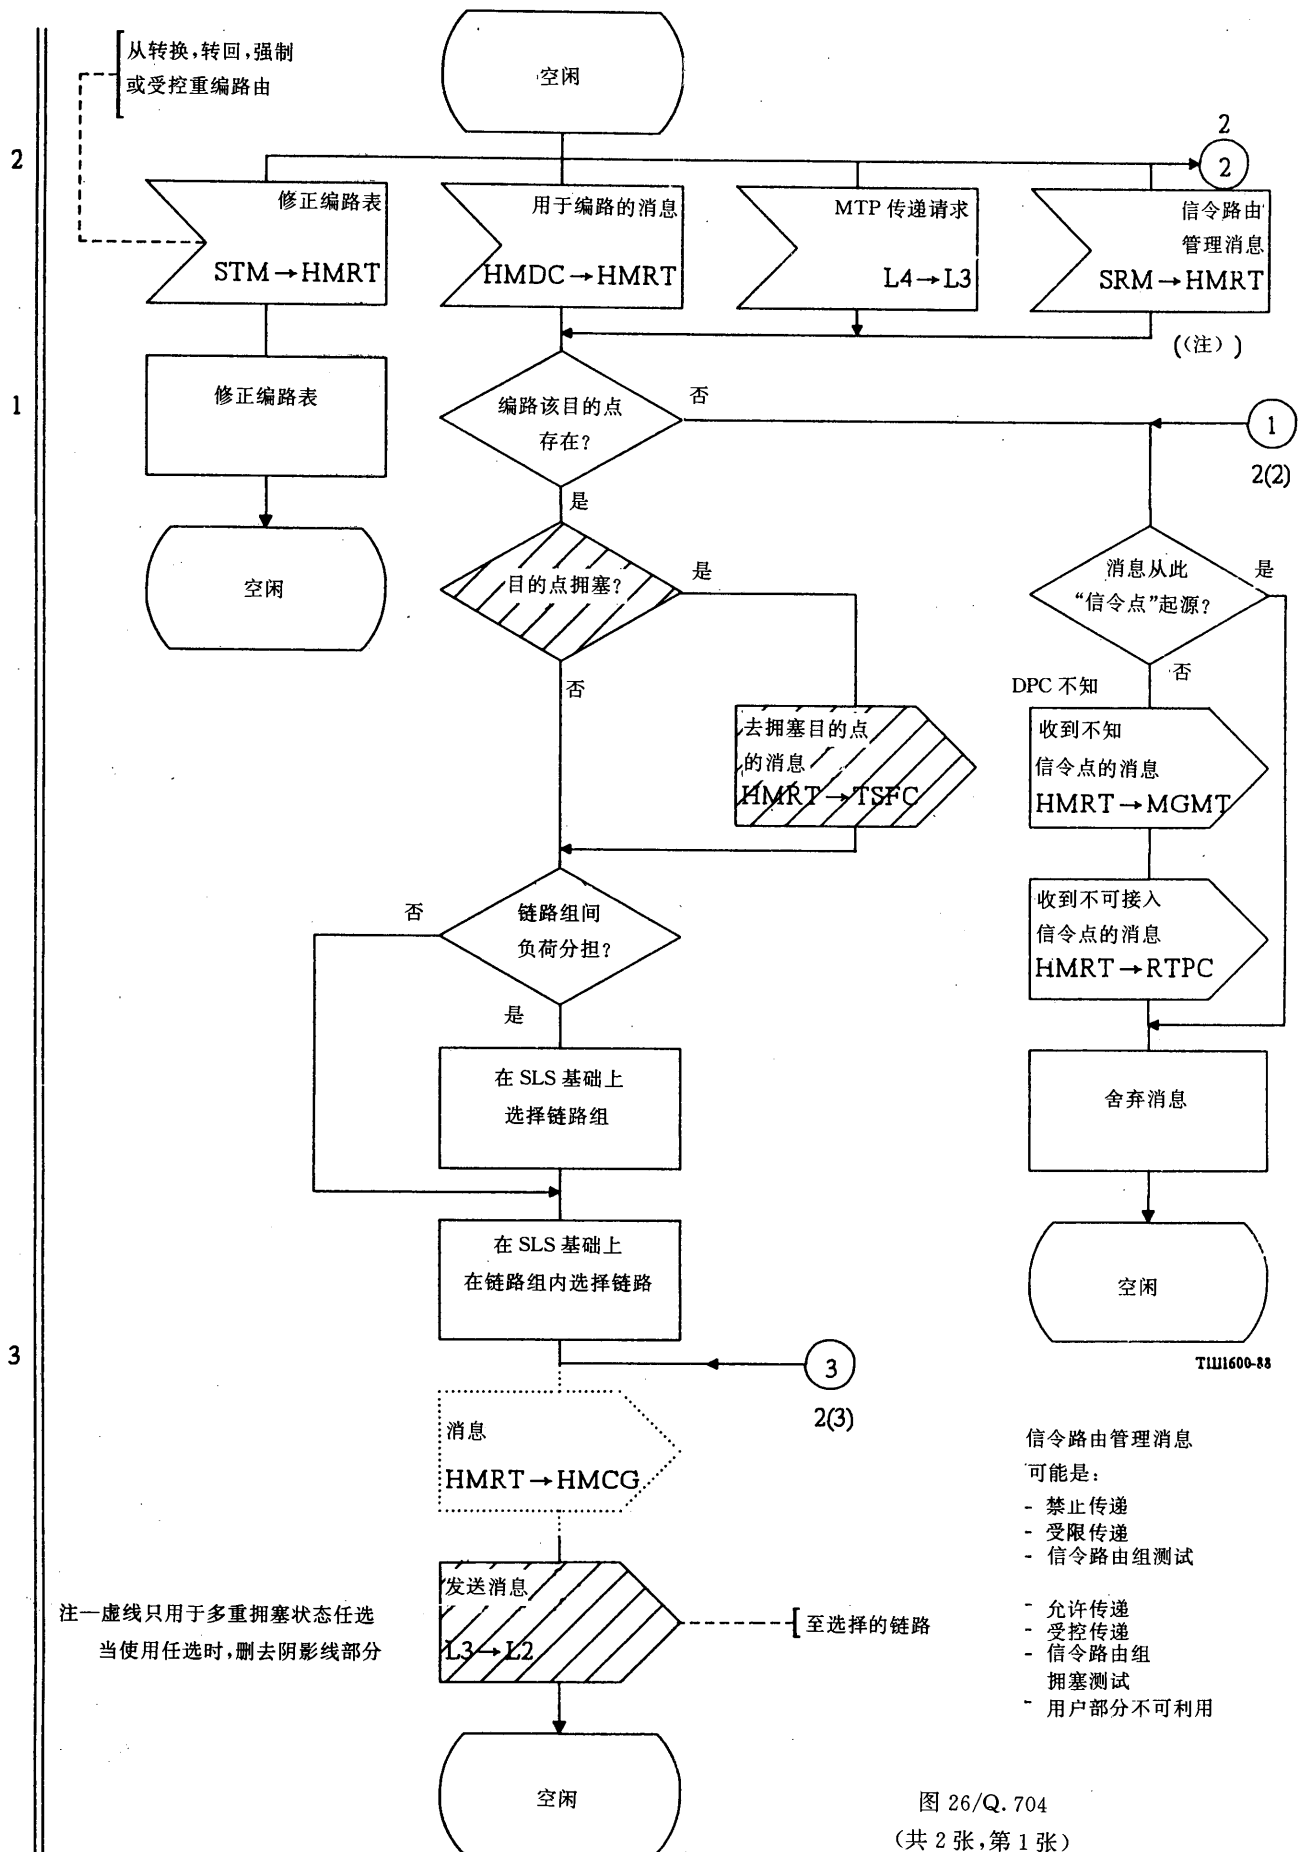 从转换,转回,强制
或受控重编路由
空闲
2
2
2
修正编路表
STM→HMRT
用于编路的消息
HMDC→HMRT
MTP 传递请求
L4→L3
信令路由
管理消息
SRM→HMRT
((注))
1
修正编路表
编路该目的点
存在?
否
1
2(2)
是
空闲
目的点拥塞?
是
消息从此
“信令点”起源?
是
否
否
DPC 不知
去拥塞目的点
的消息
HMRT→TSFC
收到不知
信令点的消息
HMRT→MGMT
否
链路组间
负荷分担?
收到不可接入
信令点的消息
HMRT→RTPC
是
在 SLS 基础上
选择链路组
舍弃消息
在 SLS 基础上
在链路组内选择链路
空闲
3
3
T1111600-88
2(3)
消息
HMRT→HMCG
信令路由管理消息
可能是:
- 禁止传递
- 受限传递
- 信令路由组测试
- 允许传递
- 受控传递
- 信令路由组
拥塞测试
- 用户部分不可利用
发送消息
L3→L2
至选择的链路
注—虚线只用于多重拥塞状态任选
当使用任选时,删去阴影线部分
空闲
图 26/Q.704
(共 2 张,第 1 张)